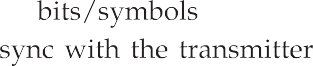 bits/symbols
sync with the transmitter